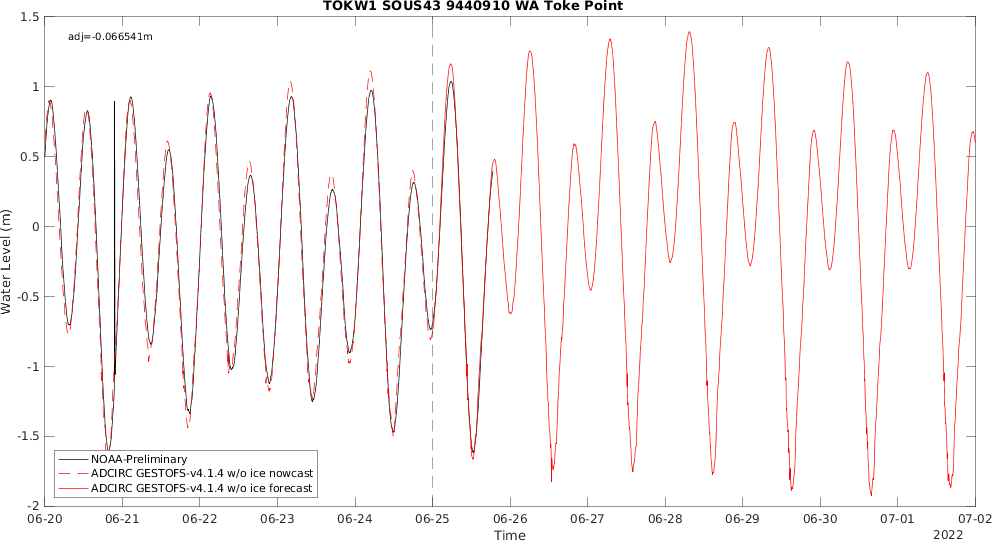 TOKW1 SOUS43 9440910 WA Toke Point
adj=-0.066541m
1.5
1
0.5
0
-0.5
-1
-1.5
-2
Water Level (m)
NOAA-Preliminary
ADCIRC GESTOFS-v4.1.4 w/o ice nowcast
ADCIRC GESTOFS-v4.1.4 w/o ice forecast
06-20 06-21 06-22 06-23 06-24 06-25 06-26 06-27 06-28 06-29 06-30 07-01 07-02
Time
2022